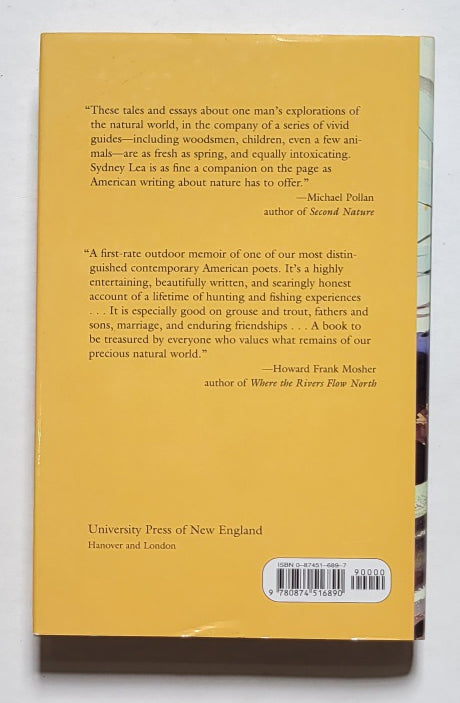 “These tales and essays about one man’s explorations of
the natural world, in the company of a series of vivid
guides—including woodsmen, children, even a few ani-
mals—are as fresh as spring, and equally intoxicating.
Sydney Lea is as fine a companion on the page as
American writing about nature has to offer.”
—Michael Pollan
author of Second Nature
“A first-rate outdoor memoir of one of our most distin-
guished contemporary American poets. It’s a highly
entertaining, beautifully written, and searingly honest
account of a lifetime of hunting and fishing experiences
. . . It is especially good on grouse and trout, fathers and
sons, marriage, and enduring friendships . . . A book to
be treasured by everyone who values what remains of our
precious natural world.”
—Howard Frank Mosher
author of Where the Rivers Flow North
University Press of New England
Hanover and London
ISBN 0-87451-689-7
90000
9 780874 516890